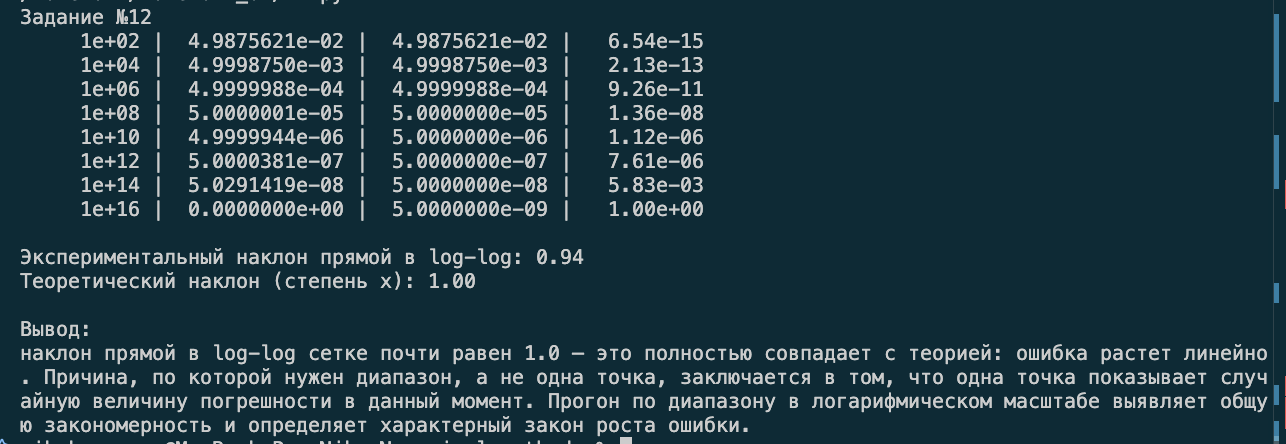 Задание №12
1e+02 | 4.9875621e-02 | 4.9875621e-02 | 6.54e-15
1e+04 | 4.9998750e-03 | 4.9998750e-03 | 2.13e-13
1e+06 | 4.9999988e-04 | 4.9999988e-04 | 9.26e-11
1e+08 | 5.0000001e-05 | 5.0000000e-05 | 1.36e-08
1e+10 | 4.9999944e-06 | 5.0000000e-06 | 1.12e-06
1e+12 | 5.0000381e-07 | 5.0000000e-07 | 7.61e-06
1e+14 | 5.0291419e-08 | 5.0000000e-08 | 5.83e-03
1e+16 | 0.0000000e+00 | 5.0000000e-09 | 1.00e+00
Экспериментальный наклон прямой в log-log: 0.94
Теоретический наклон (степень x): 1.00
Вывод:
наклон прямой в log-log сетке почти равен 1.0 — это полностью совпадает с теорией: ошибка растет линейно
. Причина, по которой нужен диапазон, а не одна точка, заключается в том, что одна точка показывает случ
айную величину погрешности в данный момент. Прогон по диапазону в логарифмическом масштабе выявляет общу
ю закономерность и определяет характерный закон роста ошибки.